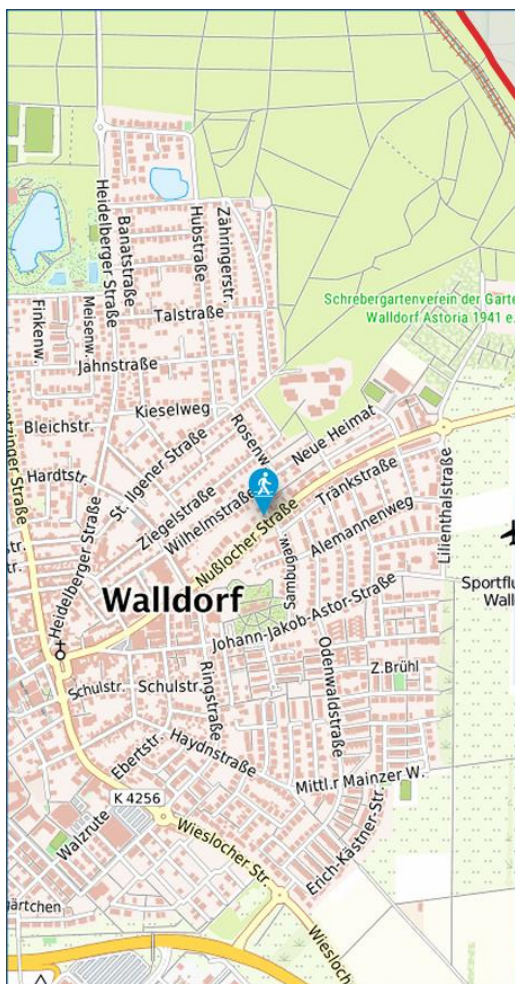 Heidelberger Straße
Banatstraße
Hubstraße
Zähringerstr.
Schrebergartenverein der Garte
Walldorf Astoria 1941 e.
Finkenw.
Meisenw.
Talstraße
Jahnstraße
Kieselweg
Rosenw.
Neue Heimat
Bleichstr.
St. Ilgener Straße
Hardtstr.
Ziegelstraße
Wilhelmstraße
Tränkstraße
Lilienthalstraße
Nußlocher Straße
Alemannenweg
str.
tr.
Heidelberger Straße
Walldorf
Sambugaw.
Sportflu
Wall
Johann-Jakob-Astor-Straße
Odenwaldstraße
Z.Brühl
Schulstr.
Schulstr.
Ringstraße
Haydnstraße
Ebertstr.
Mittl.r Mainzer W.
K 4256
Erich-Kästner-Str.
Walzrute
Wieslocher Str.
gärtchen
Wiesloch